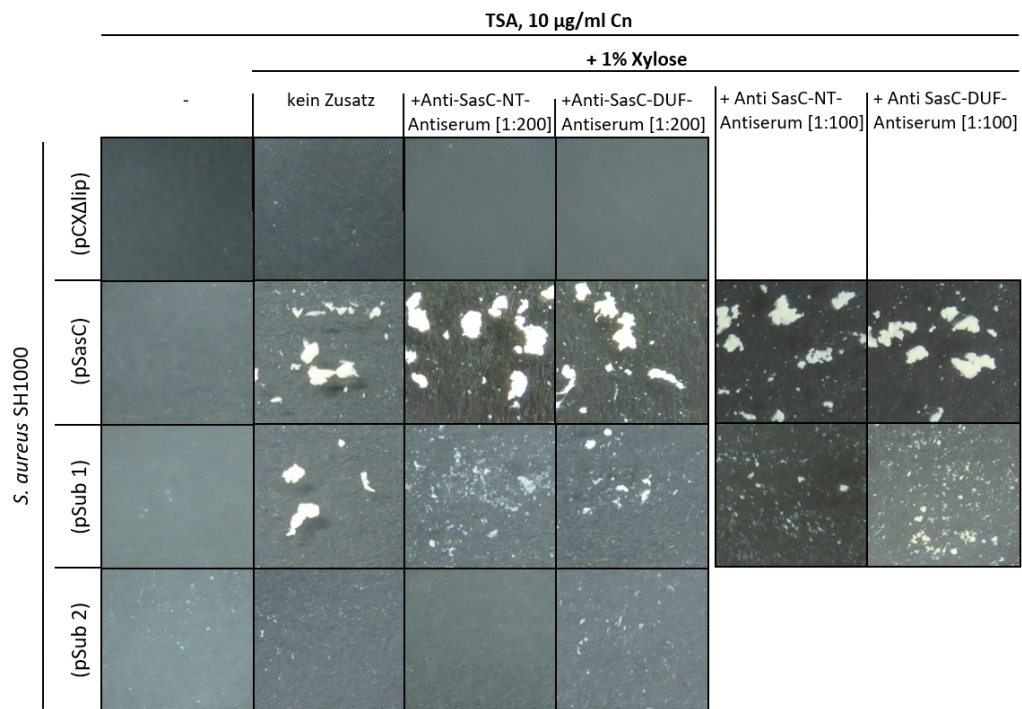 TSA, 10 µg/ml Cn
+ 1% Xylose
-
kein Zusatz
+Anti-SasC-NT-
Antiserum [1:200]
+Anti-SasC-DUF-
Antiserum [1:200]
+ Anti SasC-NT-
Antiserum [1:100]
+ Anti SasC-DUF-
Antiserum [1:100]
S. aureus SH1000
(pCXΔlip)
(pSasC)
(pSub 1)
(pSub 2)